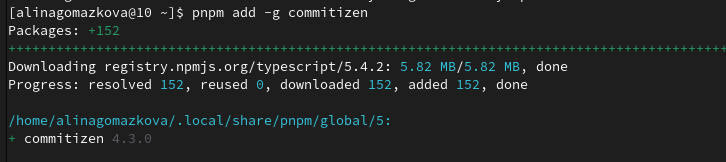 [alinagomazkova@10 ~]$ pnpm add -g commitizen
Packages: +152
++++++++++++++++++++++++++++++++++++++++++++++++++++++++++++++++++++++++++++++++++++++++++
Downloading registry.npmjs.org/typescript/5.4.2: 5.82 MB/5.82 MB, done
Progress: resolved 152, reused 0, downloaded 152, added 152, done
/home/alinagomazkova/.local/share/pnpm/global/5:
+ commitizen 4.3.0